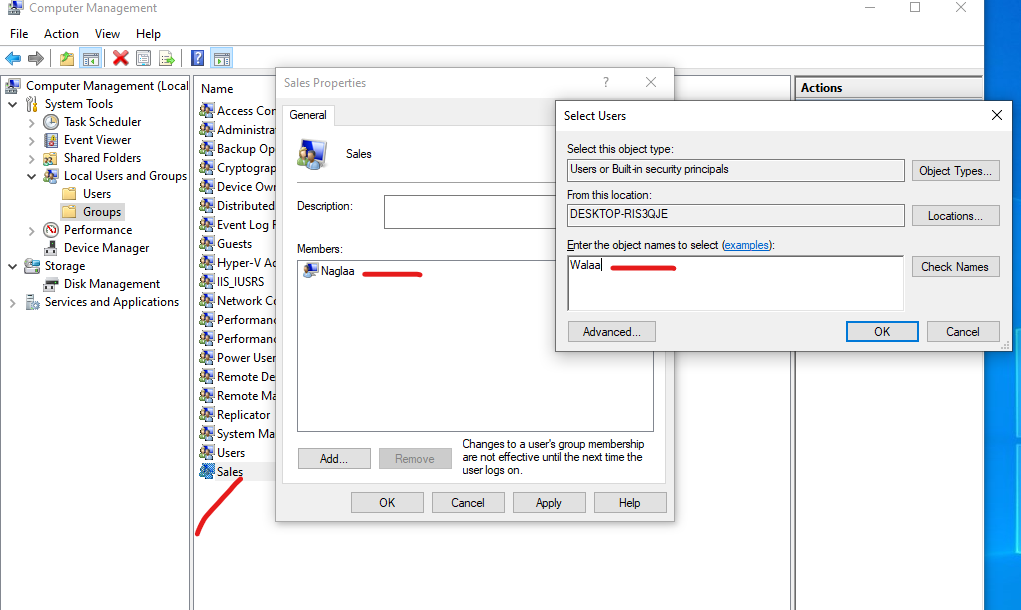 Computer Management
File Action View Help
Computer Management (Local
System Tools
Task Scheduler
Event Viewer
Shared Folders
Local Users and Groups
Users
Groups
Performance
Device Manager
Storage
Disk Management
Services and Applications
Name
Access Con
Administra
Backup Op
Cryptograp
Device Own
Distributed
Event Log R
Guests
Hyper-V Ad
IIS_IUSRS
Network Co
Performanc
Performanc
Power User
Remote De
Remote Ma
Replicator
System Ma
Users
Sales
Sales Properties
General
Sales
Description:
Members:
Naglaa
Add...
Remove
Changes to a user's group membership
are not effective until the next time the
user logs on.
OK
Cancel
Apply
Help
Actions
Select Users
Select this object type:
Users or Built-in security principals
Object Types...
From this location:
DESKTOP-RIS3QJE
Locations...
Enter the object names to select (examples):
Walaa
Check Names
Advanced...
OK
Cancel